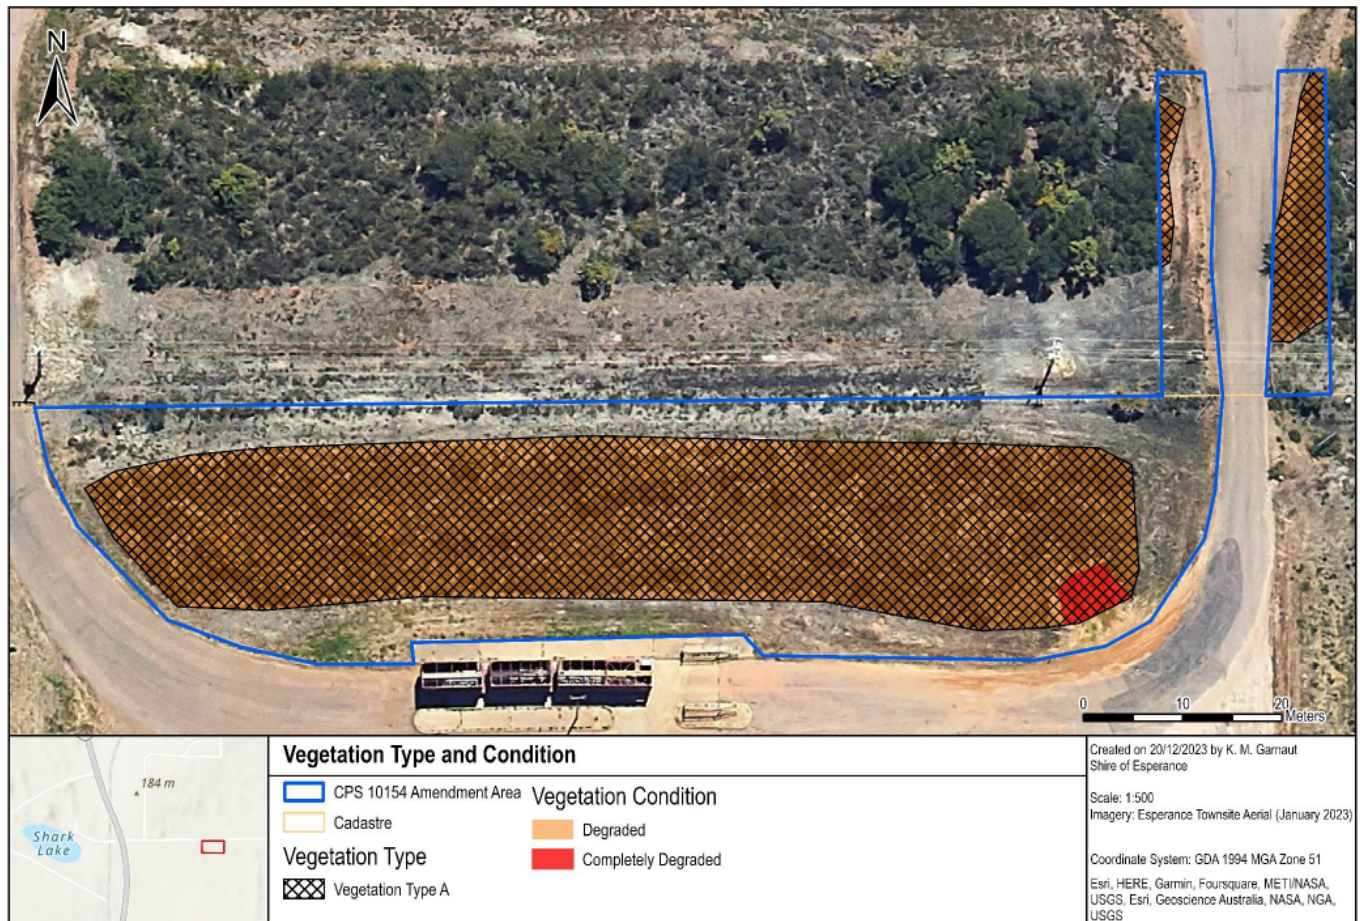 N
0 10 20
Meters
184 m
Shark
Lake
Vegetation Type and Condition
CPS 10154 Amendment Area
Cadastre
Vegetation Type
Vegetation Type A
Vegetation Condition
Degraded
Completely Degraded
Created on 20/12/2023 by K. M. Garnaut
Shire of Esperance
Scale: 1:500
Imagery: Esperance Townsite Aerial (January 2023)
Coordinate System: GDA 1994 MGA Zone 51
Esri, HERE, Garmin, Foursquare, METI/NASA,
USGS, Esri, Geoscience Australia, NASA, NGA,
USGS